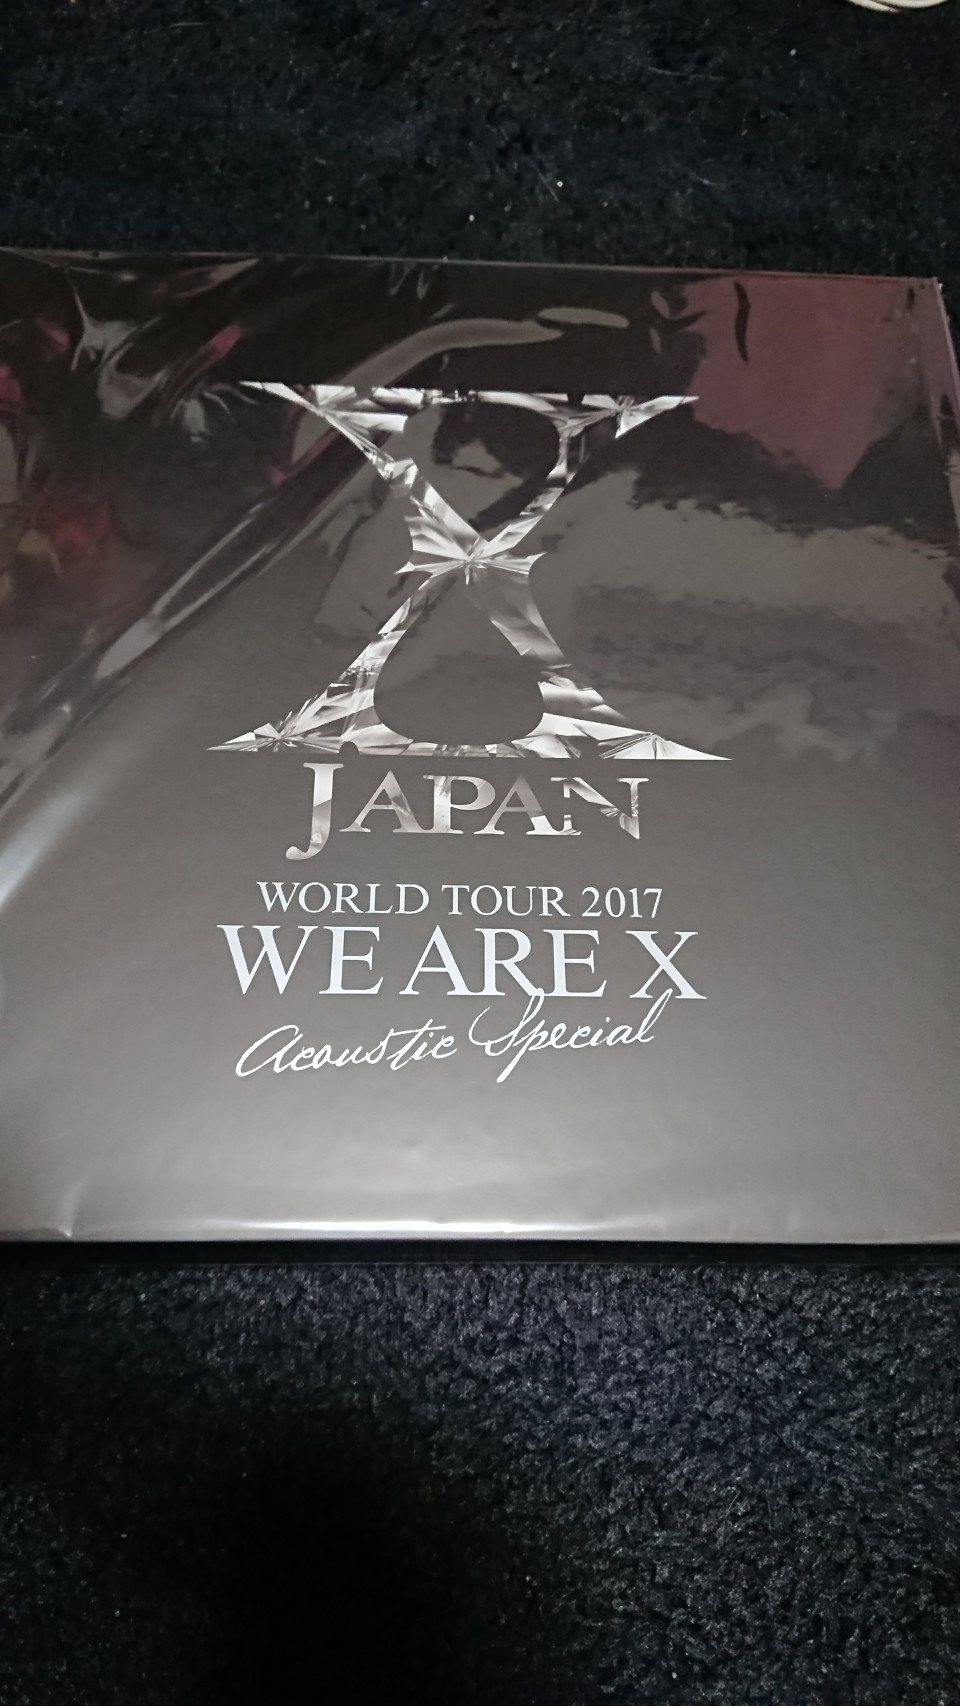 X
JAPAN
WORLD TOUR 2017
WE ARE X
Acoustic Special